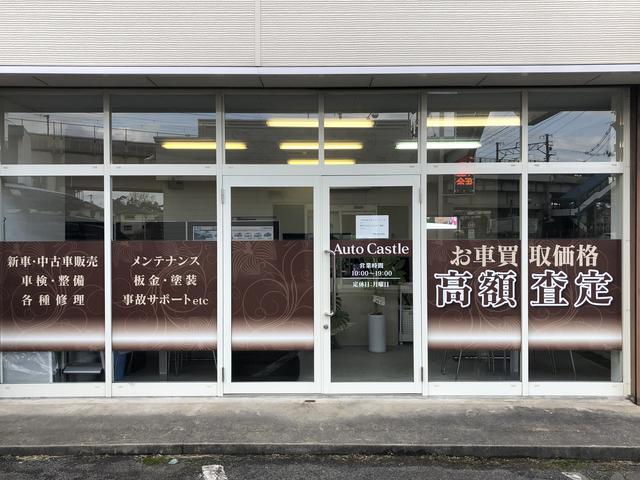 新車・中古車販売
車検・整備
各種修理
メンテナンス
板金・塗装
事故サポートetc
Auto Castle
営業時間
10:00~19:00
定休日:月曜日
お車買取価格
高額査定